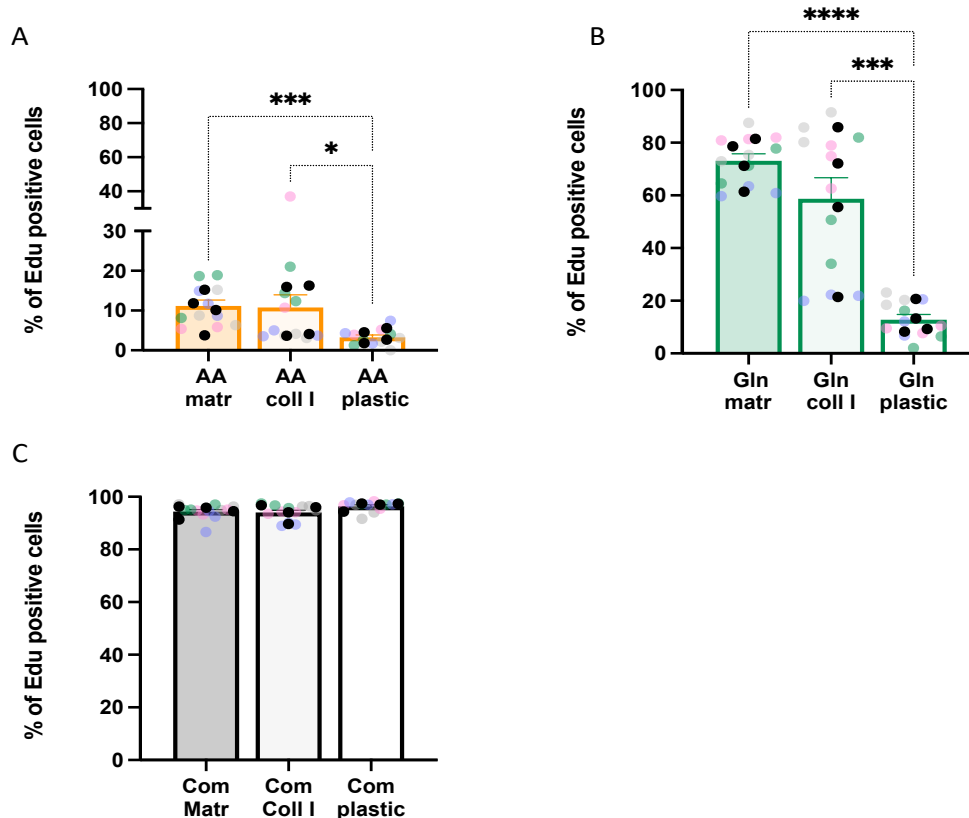 A
% of Edu positive cells
100
80
60
40
30
20
10
0
***
*
AA
matr
AA
coll I
AA
plastic
B
% of Edu positive cells
100
80
60
40
20
0
****
***
Gln
matr
Gln
coll I
Gln
plastic
C
% of Edu positive cells
100
80
60
40
20
0
Com
Matr
Com
Coll I
Com
plastic